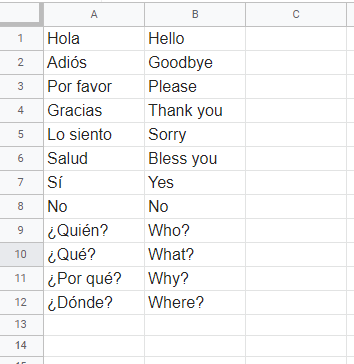 A B C
1 Hola Hello
2 Adiós Goodbye
3 Por favor Please
4 Gracias Thank you
5 Lo siento Sorry
6 Salud Bless you
7 Sí Yes
8 No No
9 ¿Quién? Who?
10 ¿Qué? What?
11 ¿Por qué? Why?
12 ¿Dónde? Where?
13
14